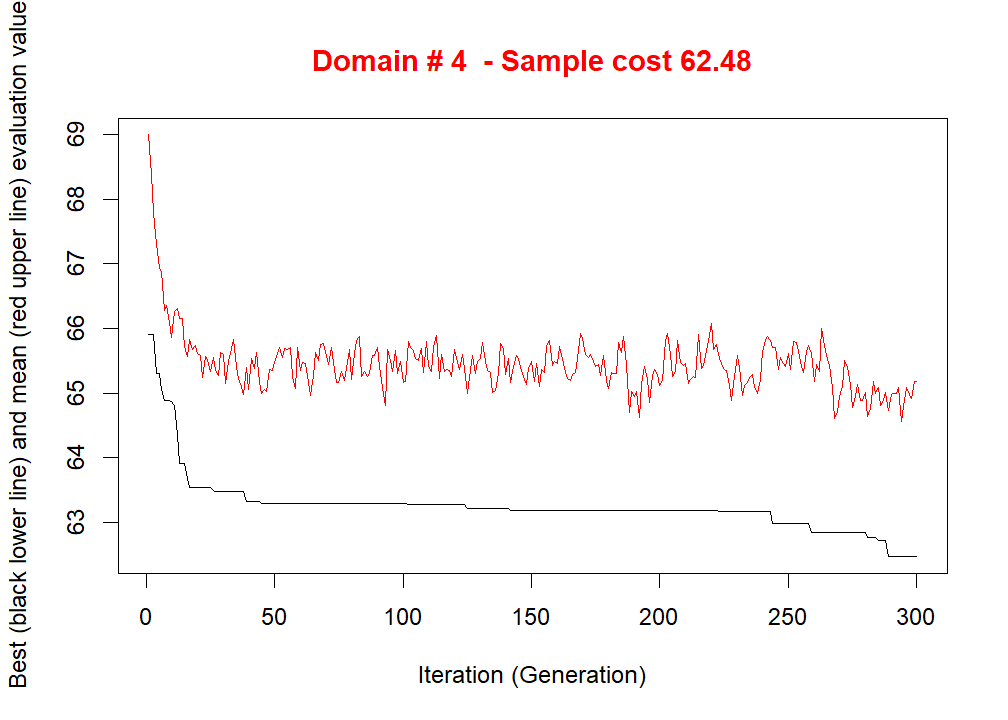 Domain # 4  - Sample cost 62.48
Best (black lower line) and mean (red upper line) evaluation value
69
68
67
66
65
64
63
0 50 100 150 200 250 300
Iteration (Generation)